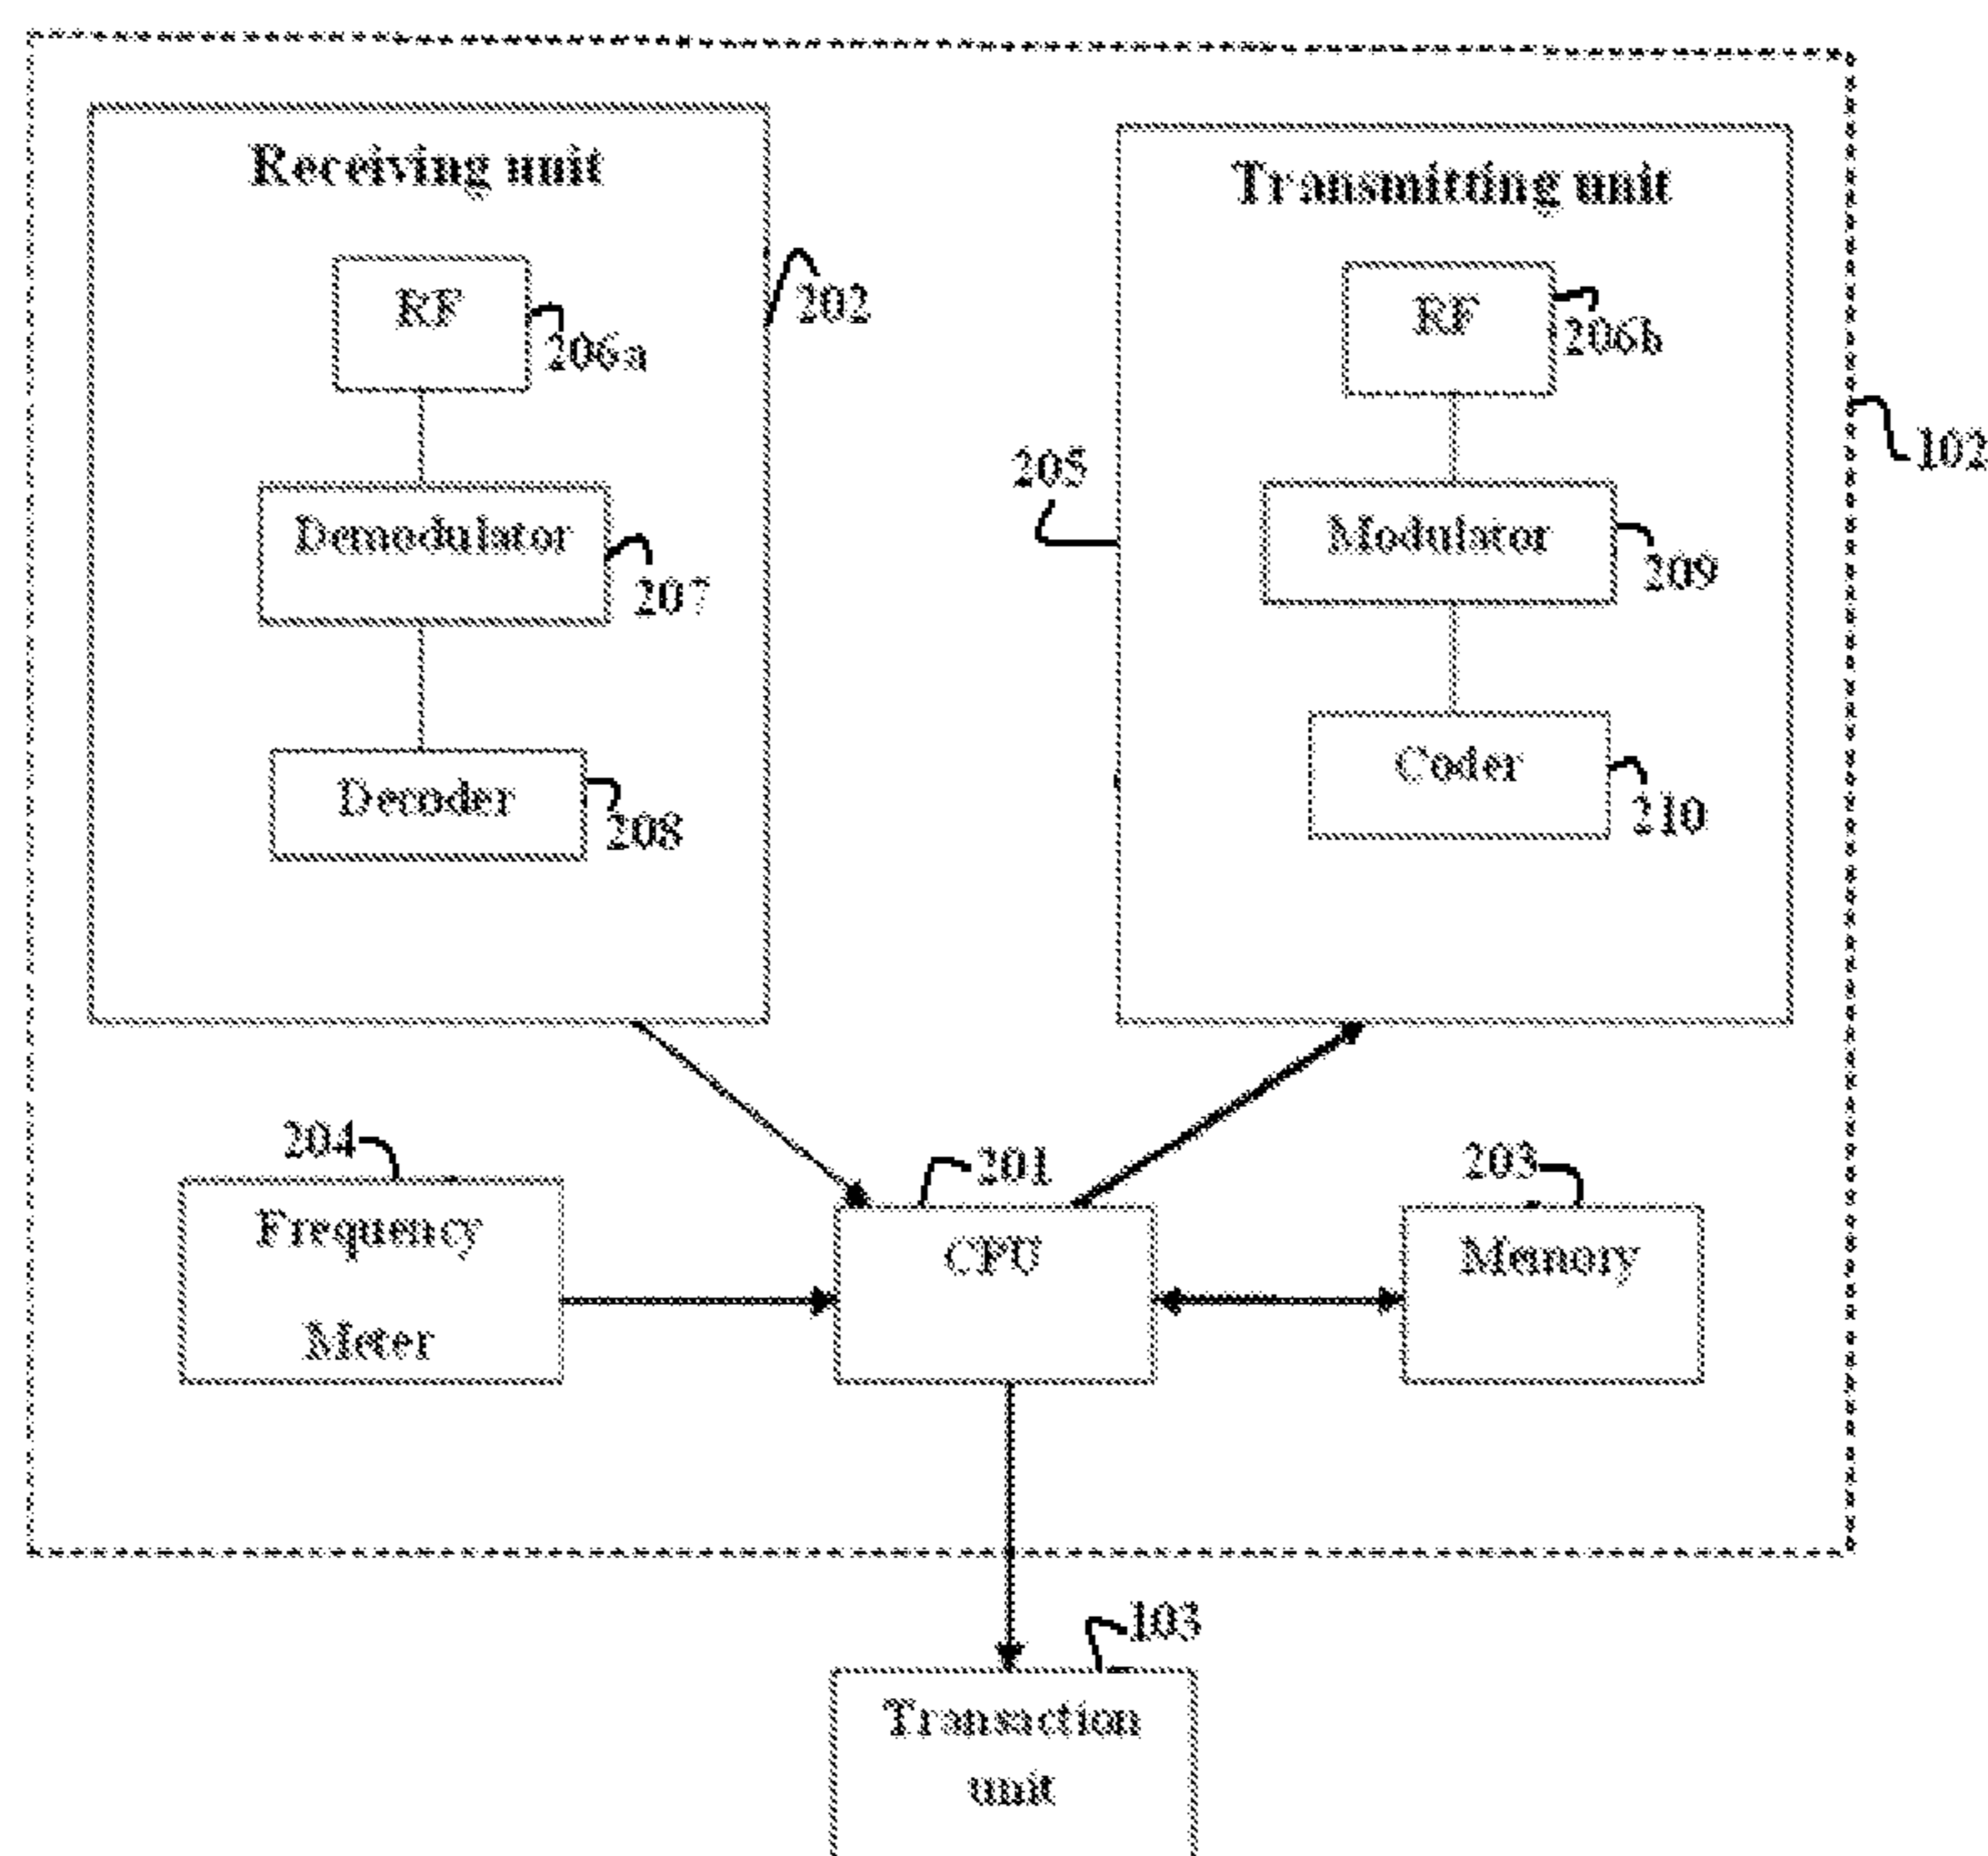 Receiving unit
RF
206a
Demodulator
207
Decoder
208
202
Transmitting unit
RF
206b
Modulator
209
Coder
210
205
102
204
Frequency
Meter
201
CPU
203
Memory
103
Transaction
unit